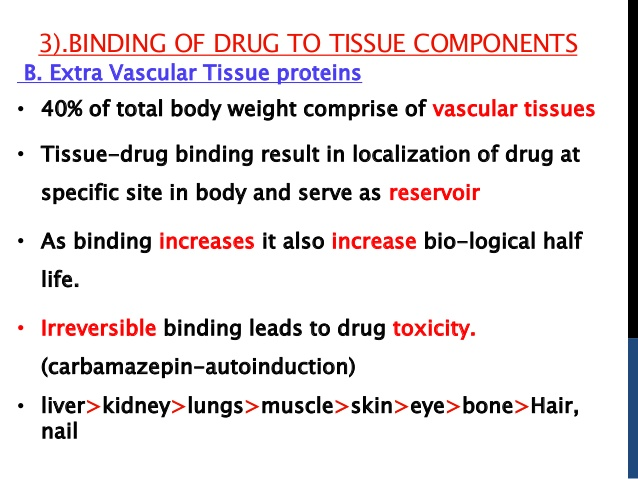 3).BINDING OF DRUG TO TISSUE COMPONENTS
B. Extra Vascular Tissue proteins
• 40% of total body weight comprise of vascular tissues
• Tissue-drug binding result in localization of drug at
specific site in body and serve as reservoir
• As binding increases it also increase bio-logical half
life.
• Irreversible binding leads to drug toxicity.
(carbamazepin-autoinduction)
• liver>kidney>lungs>muscle>skin>eye>bone>Hair,
nail